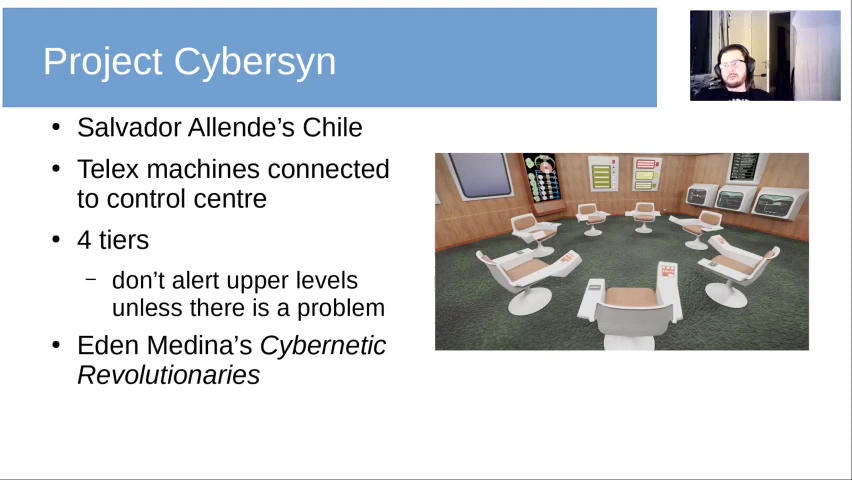 Project Cybersyn
• Salvador Allende’s Chile
• Telex machines connected
to control centre
• 4 tiers
– don’t alert upper levels
unless there is a problem
• Eden Medina’s Cybernetic
Revolutionaries